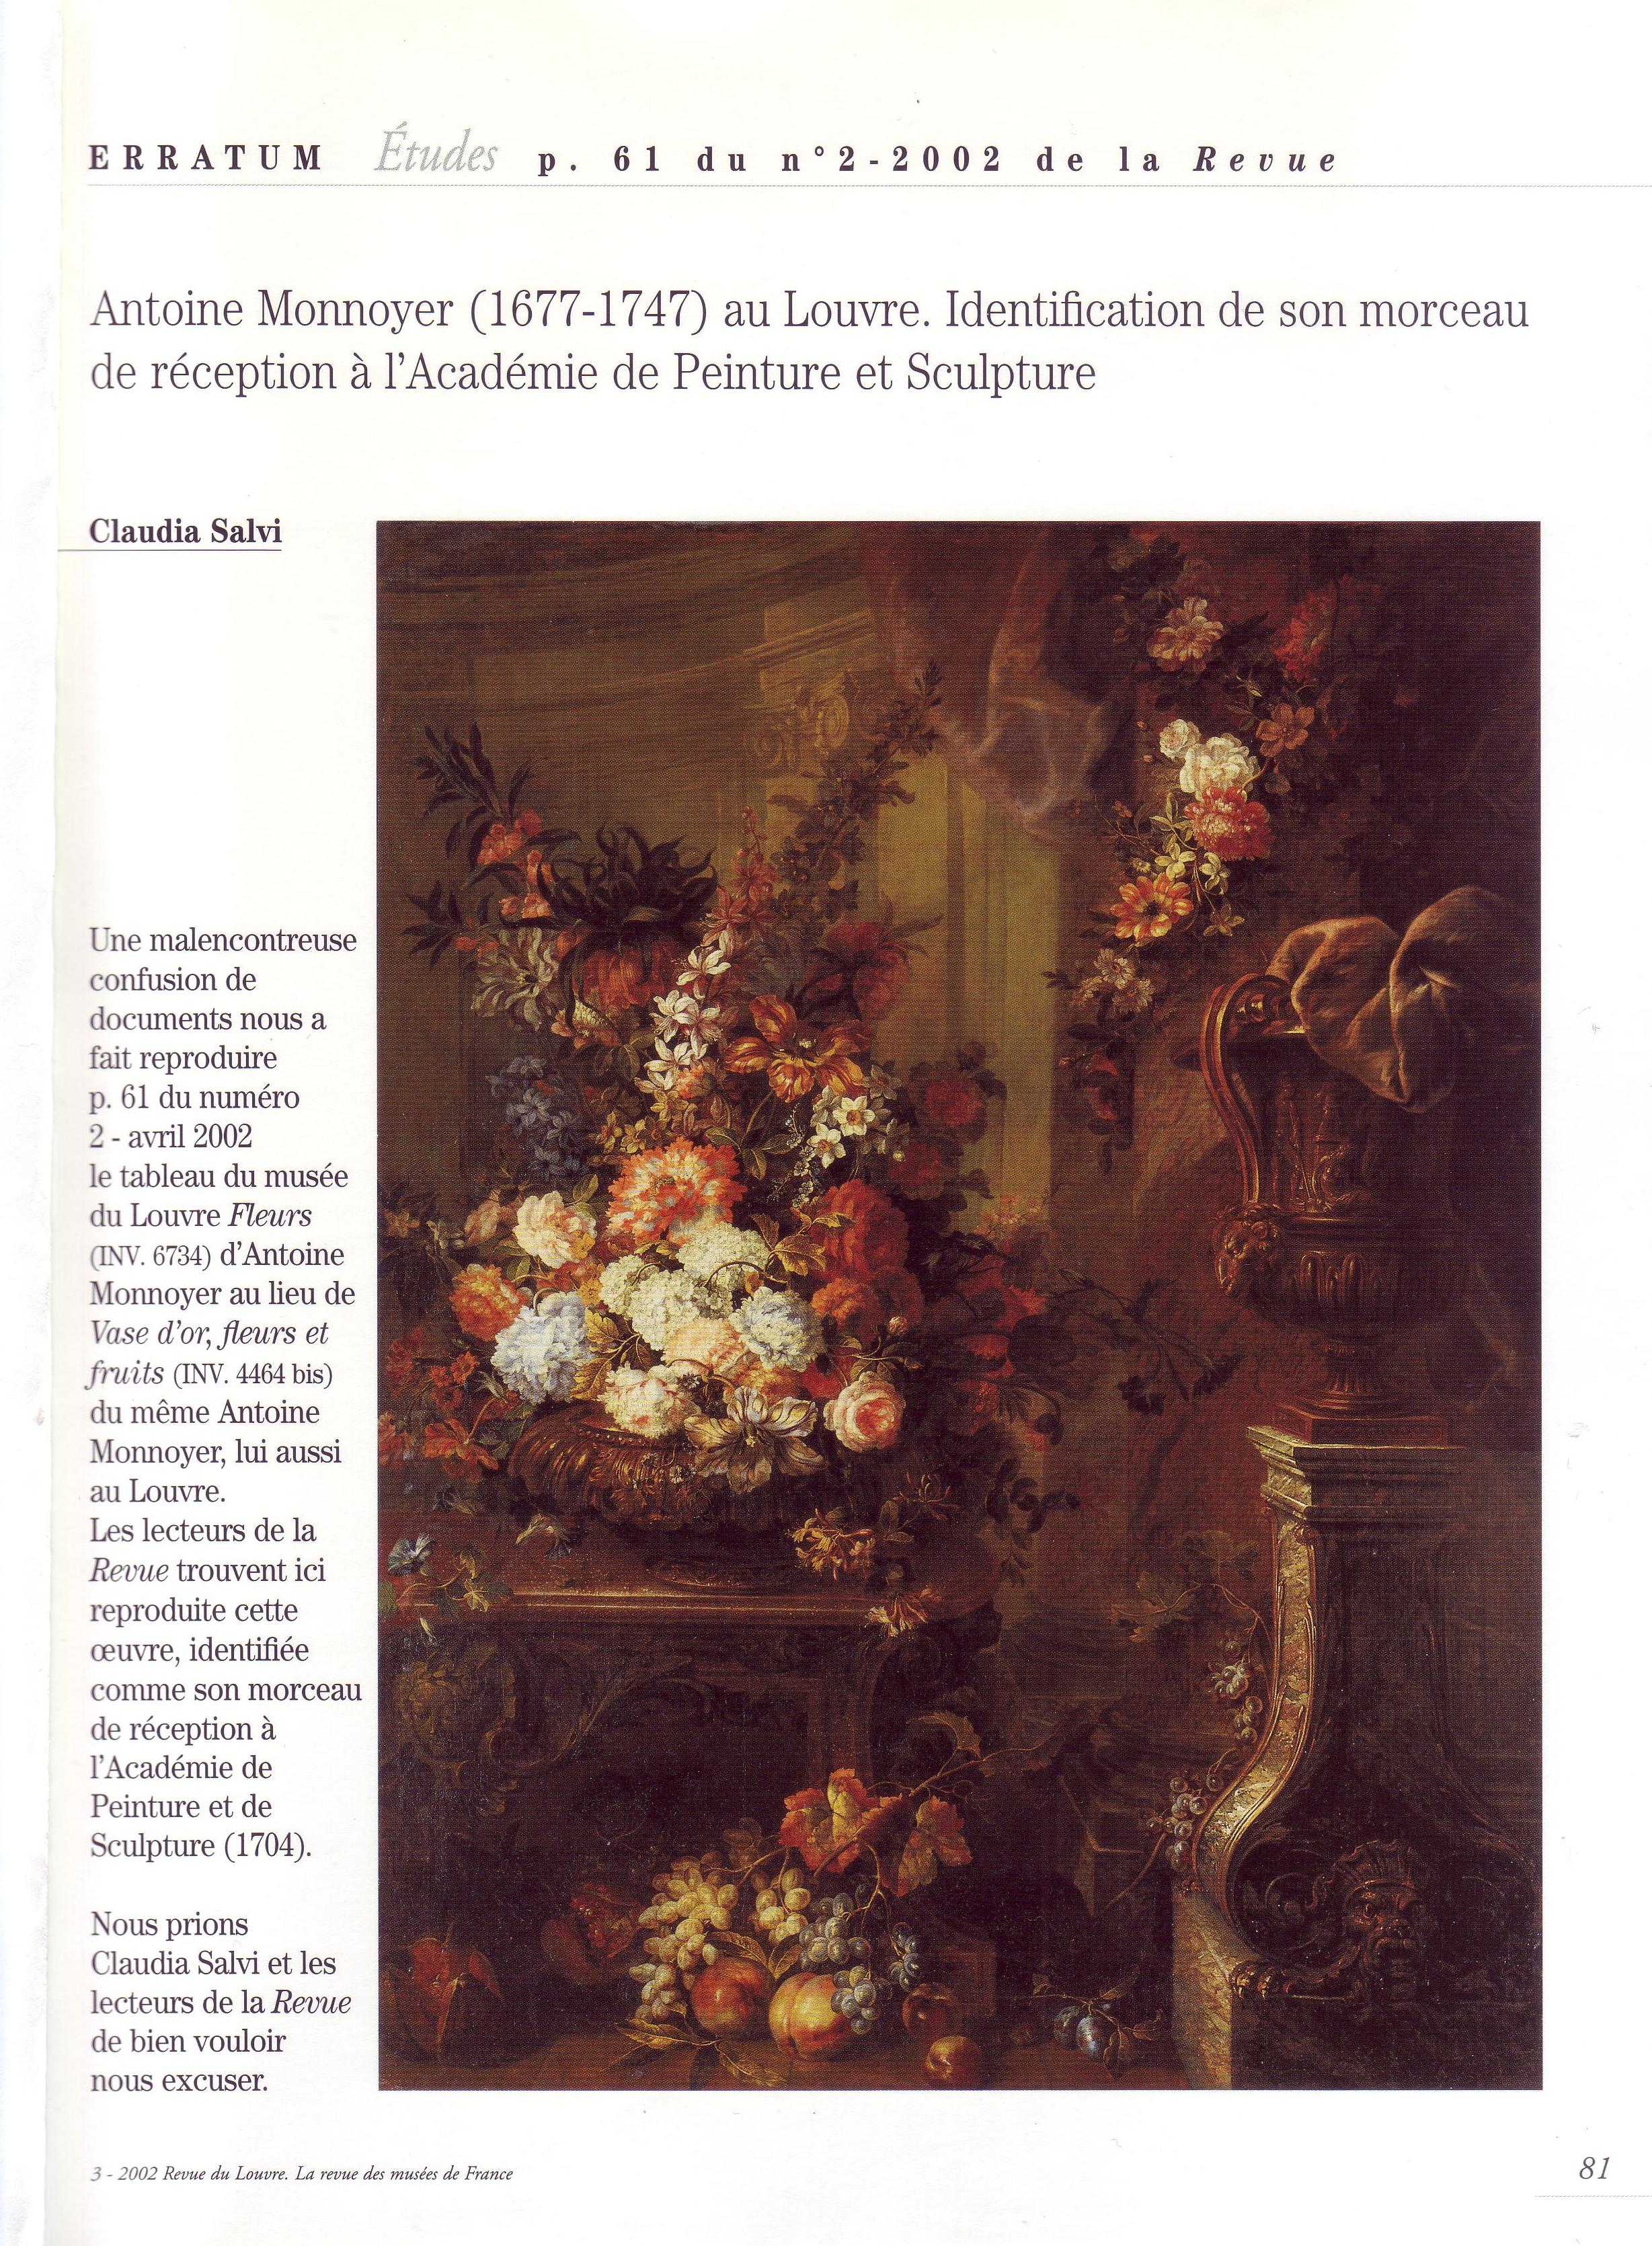 ERRATUM Études p. 61 du n°2-2002 de la Revue
Antoine Monnoyer (1677-1747) au Louvre. Identification de son morceau
de réception à l'Académie de Peinture et Sculpture
Claudia Salvi
Une malencontreuse
confusion de
documents nous a
fait reproduire
p. 61 du numéro
2 - avril 2002
le tableau du musée
du Louvre Fleurs
(INV. 6734) d'Antoine
Monnoyer au lieu de
Vase d'or, fleurs et
fruits (INV. 4464 bis)
du même Antoine
Monnoyer, lui aussi
au Louvre.
Les lecteurs de la
Revue trouvent ici
reproduite cette
œuvre, identifiée
comme son morceau
de réception à
l'Académie de
Peinture et de
Sculpture (1704).
Nous prions
Claudia Salvi et les
lecteurs de la Revue
de bien vouloir
nous excuser.
3 - 2002 Revue du Louvre. La revue des musées de France
81